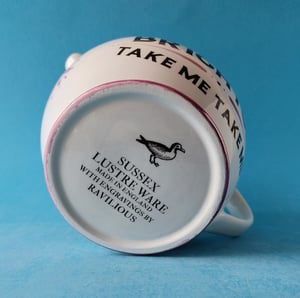 TAKE ME TAKE M
SUSSEX
LUSTRE WARE
MADE IN ENGLAND
WITH ENGRAVINGS BY
RAVILIOUS